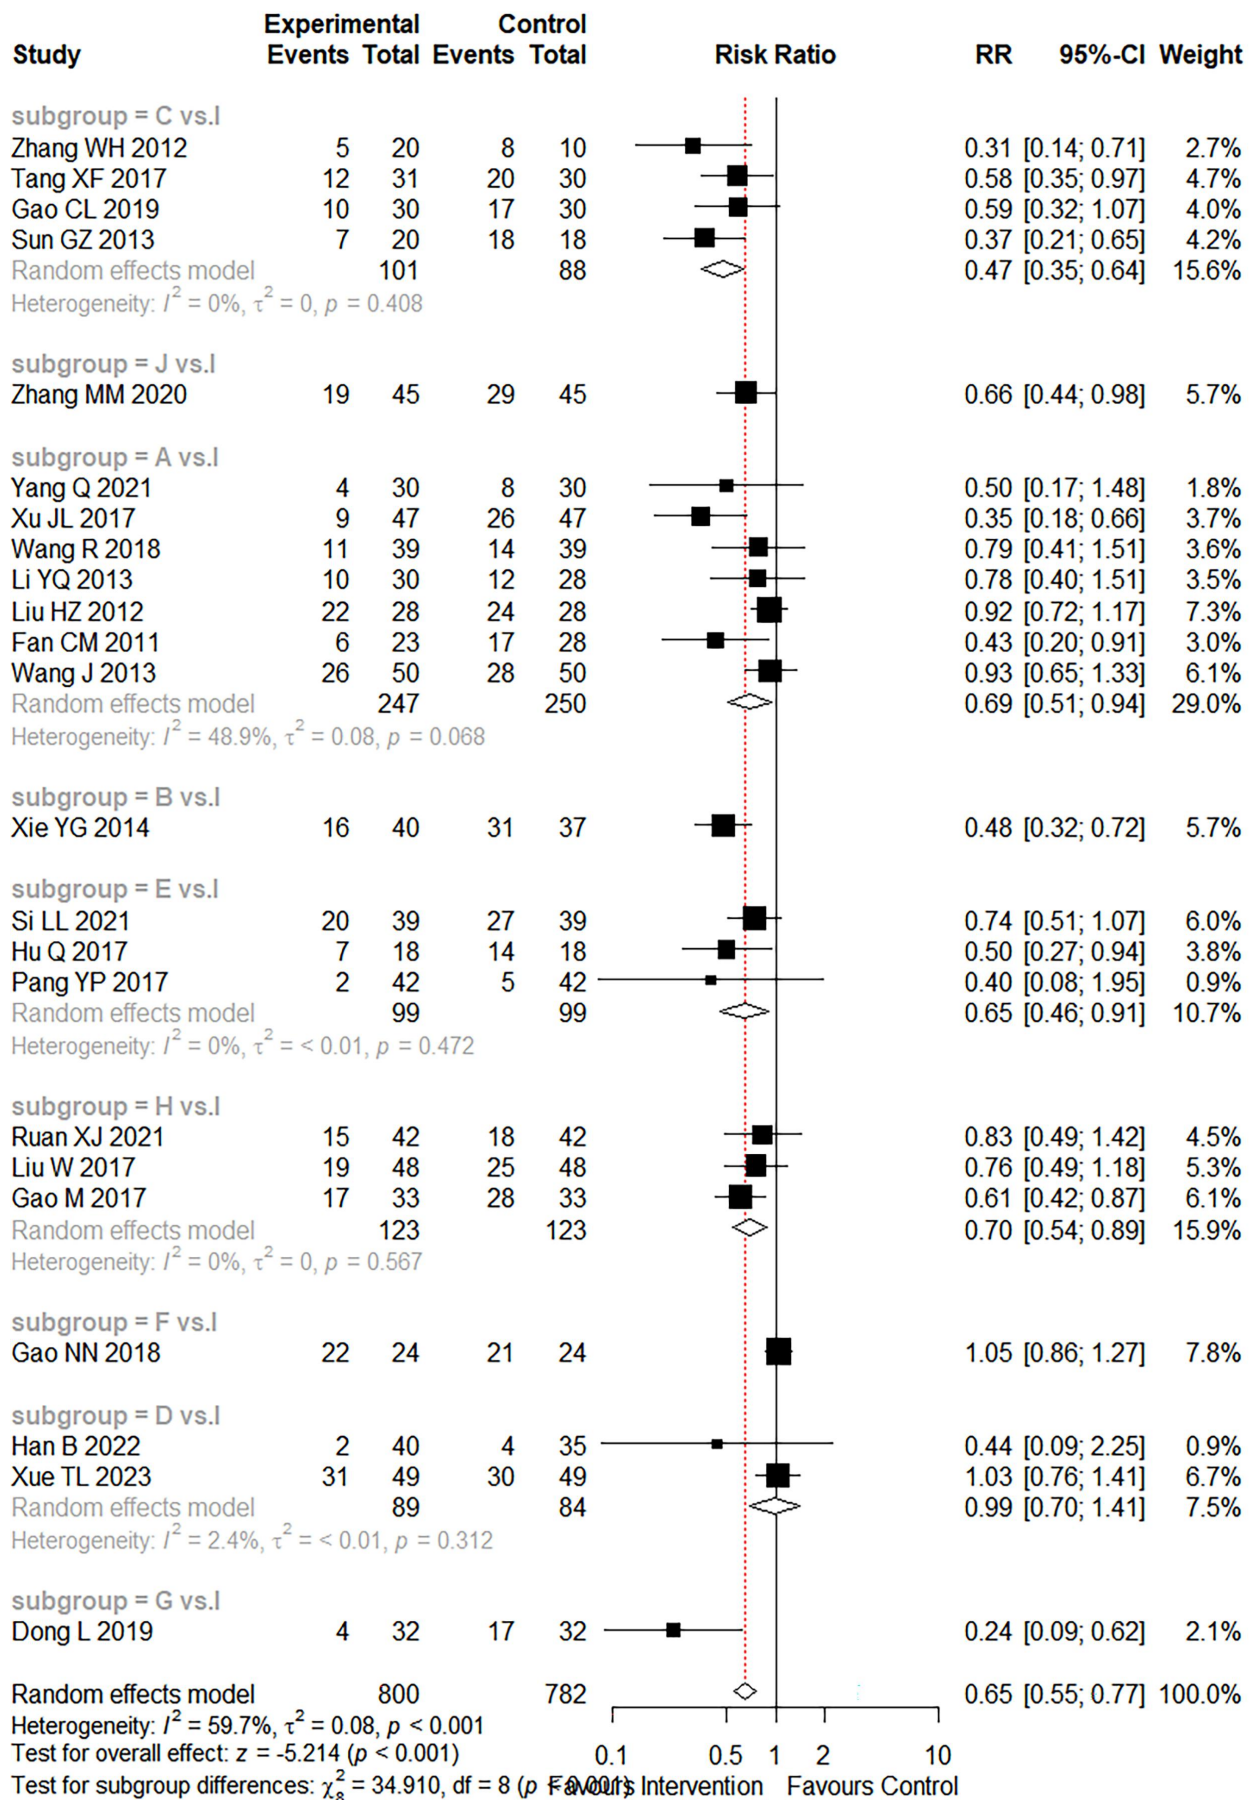 Experimental Control
Study Events Total Events Total Risk Ratio RR 95%-CI Weight
subgroup = C vs.I
Zhang WH 2012 5 20 8 10 0.31 [0.14; 0.71] 2.7%
Tang XF 2017 12 31 20 30 0.58 [0.35; 0.97] 4.7%
Gao CL 2019 10 30 17 30 0.59 [0.32; 1.07] 4.0%
Sun GZ 2013 7 20 18 18 0.37 [0.21; 0.65] 4.2%
Random effects model 101 88 0.47 [0.35; 0.64] 15.6%
Heterogeneity: I² = 0%, τ² = 0, p = 0.408
subgroup = J vs.I
Zhang MM 2020 19 45 29 45 0.66 [0.44; 0.98] 5.7%
subgroup = A vs.I
Yang Q 2021 4 30 8 30 0.50 [0.17; 1.48] 1.8%
Xu JL 2017 9 47 26 47 0.35 [0.18; 0.66] 3.7%
Wang R 2018 11 39 14 39 0.79 [0.41; 1.51] 3.6%
Li YQ 2013 10 30 12 28 0.78 [0.40; 1.51] 3.5%
Liu HZ 2012 22 28 24 28 0.92 [0.72; 1.17] 7.3%
Fan CM 2011 6 23 17 28 0.43 [0.20; 0.91] 3.0%
Wang J 2013 26 50 28 50 0.93 [0.65; 1.33] 6.1%
Random effects model 247 250 0.69 [0.51; 0.94] 29.0%
Heterogeneity: I² = 48.9%, τ² = 0.08, p = 0.068
subgroup = B vs.I
Xie YG 2014 16 40 31 37 0.48 [0.32; 0.72] 5.7%
subgroup = E vs.I
Si LL 2021 20 39 27 39 0.74 [0.51; 1.07] 6.0%
Hu Q 2017 7 18 14 18 0.50 [0.27; 0.94] 3.8%
Pang YP 2017 2 42 5 42 0.40 [0.08; 1.95] 0.9%
Random effects model 99 99 0.65 [0.46; 0.91] 10.7%
Heterogeneity: I² = 0%, τ² = < 0.01, p = 0.472
subgroup = H vs.I
Ruan XJ 2021 15 42 18 42 0.83 [0.49; 1.42] 4.5%
Liu W 2017 19 48 25 48 0.76 [0.49; 1.18] 5.3%
Gao M 2017 17 33 28 33 0.61 [0.42; 0.87] 6.1%
Random effects model 123 123 0.70 [0.54; 0.89] 15.9%
Heterogeneity: I² = 0%, τ² = 0, p = 0.567
subgroup = F vs.I
Gao NN 2018 22 24 21 24 1.05 [0.86; 1.27] 7.8%
subgroup = D vs.I
Han B 2022 2 40 4 35 0.44 [0.09; 2.25] 0.9%
Xue TL 2023 31 49 30 49 1.03 [0.76; 1.41] 6.7%
Random effects model 89 84 0.99 [0.70; 1.41] 7.5%
Heterogeneity: I² = 2.4%, τ² = < 0.01, p = 0.312
subgroup = G vs.I
Dong L 2019 4 32 17 32 0.24 [0.09; 0.62] 2.1%
Random effects model 800 782 0.65 [0.55; 0.77] 100.0%
Heterogeneity: I² = 59.7%, τ² = 0.08, p < 0.001
Test for overall effect: z = -5.214 (p < 0.001)
0.1 0.5 1 2 10
Test for subgroup differences: χ²₈ = 34.910, df = 8 (p < 0.001)
Favours Intervention Favours Control